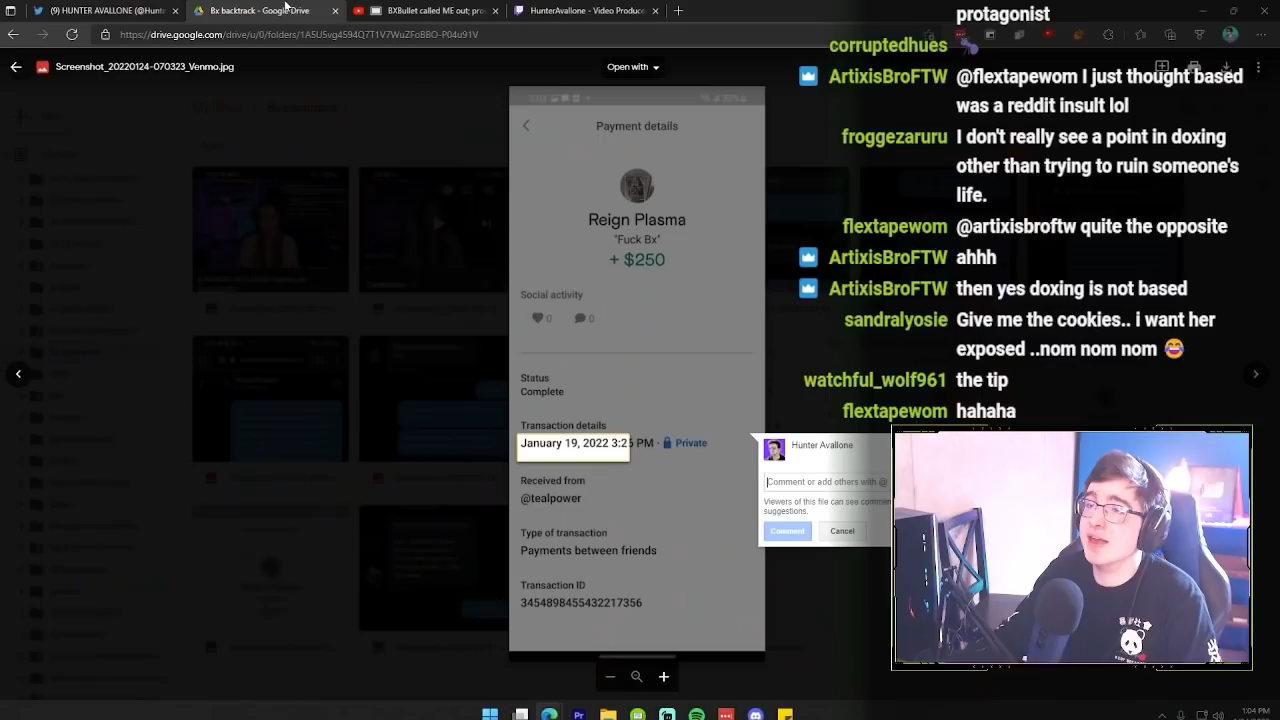 (9) HUNTER AVALLONE (@Hunte
Bx backtrack - Google Drive
BXBullet called ME out; pro
HunterAvallone - Video Produce
https://drive.google.com/drive/u/0/folders/1A5U5vg4594Q7T1V7WuZFoBBO-P04u91V
Screenshot_20220124-070323_Venmo.jpg
Open with
Payment details
Reign Plasma
"Fuck Bx"
+ $250
Social activity
0
0
Status
Complete
Transaction details
January 19, 2022 3:26 PM · Private
Received from
@tealpower
Type of transaction
Payments between friends
Transaction ID
3454898455432217356
Hunter Avallone
Comment or add others with @
Viewers of this file can see comme
suggestions.
Comment
Cancel
protagonist
corruptedhues
ArtixisBroFTW @flextapewom I just thought based
was a reddit insult lol
froggezaruru I don't really see a point in doxing
other than trying to ruin someone's
life.
flextapewom @artixisbroftw quite the opposite
ArtixisBroFTW ahhh
ArtixisBroFTW then yes doxing is not based
sandralyosie Give me the cookies.. i want her
exposed ..nom nom nom 😂
watchful_wolf961 the tip
flextapewom hahaha
1:04 PM